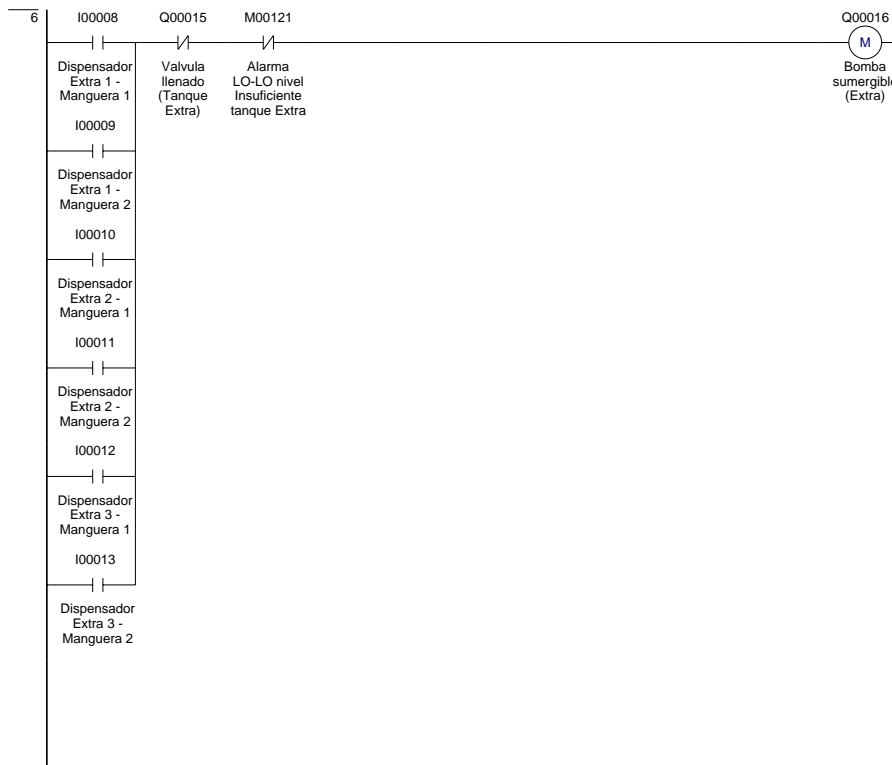 6
I00008
Q00015
M00121
Q00016
M
Dispensador
Extra 1 -
Manguera 1
Valvula
llenado
(Tanque
Extra)
Alarma
LO-LO nivel
Insuficiente
tanque Extra
Bomba
sumergible
(Extra)
I00009
Dispensador
Extra 1 -
Manguera 2
I00010
Dispensador
Extra 2 -
Manguera 1
I00011
Dispensador
Extra 2 -
Manguera 2
I00012
Dispensador
Extra 3 -
Manguera 1
I00013
Dispensador
Extra 3 -
Manguera 2